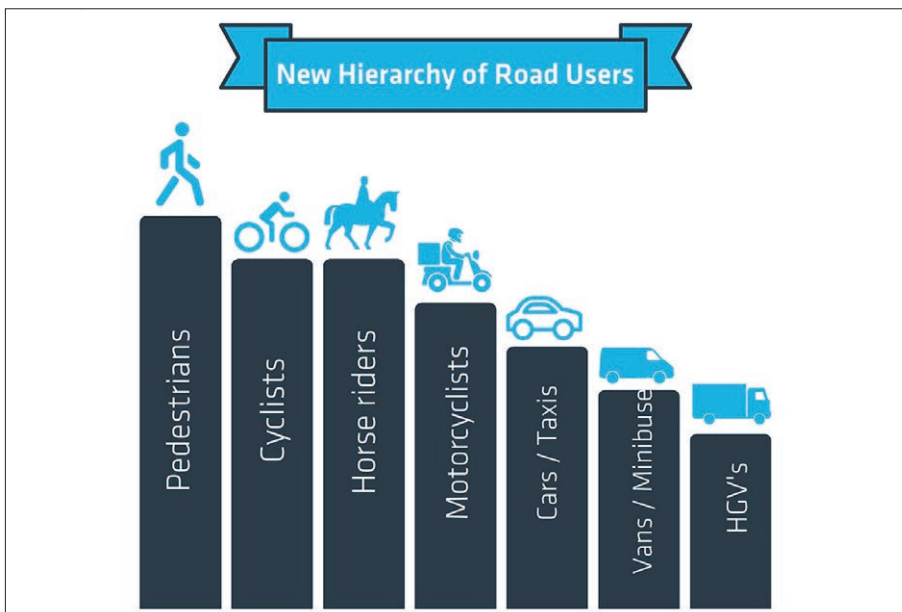 New Hierarchy of Road Users
Pedestrians
Cyclists
Horse riders
Motorcyclists
Cars / Taxis
Vans / Minibuse
HGV's